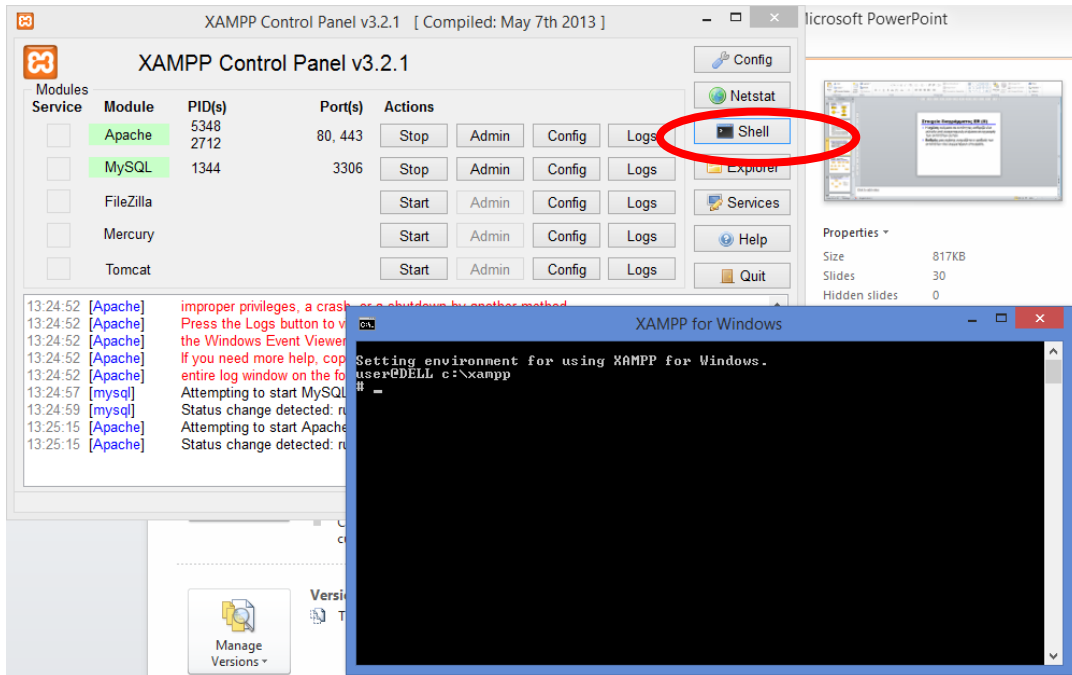 XAMPP Control Panel v3.2.1 [ Compiled: May 7th 2013 ]
XAMPP Control Panel v3.2.1
Modules
Service Module PID(s) Port(s) Actions
Apache 5348 2712 80, 443 Stop Admin Config Logs
MySQL 1344 3306 Stop Admin Config Logs
FileZilla Start Admin Config Logs
Mercury Start Admin Config Logs
Tomcat Start Admin Config Logs
Config
Netstat
Shell
Explorer
Services
Help
Quit
13:24:52 [Apache] improper privileges, a crash, or a shutdown by another method
13:24:52 [Apache] Press the Logs button to v
13:24:52 [Apache] the Windows Event Viewer
13:24:52 [Apache] If you need more help, cop
13:24:52 [Apache] entire log window on the fo
13:24:57 [mysql] Attempting to start MySQL
13:24:59 [mysql] Status change detected: ru
13:25:15 [Apache] Attempting to start Apache
13:25:15 [Apache] Status change detected: ru
Microsoft PowerPoint
Properties
Size 817KB
Slides 30
Hidden slides 0
XAMPP for Windows
Setting environment for using XAMPP for Windows.
user@DELL c:\xampp
# _
Versi
T
Manage
Versions